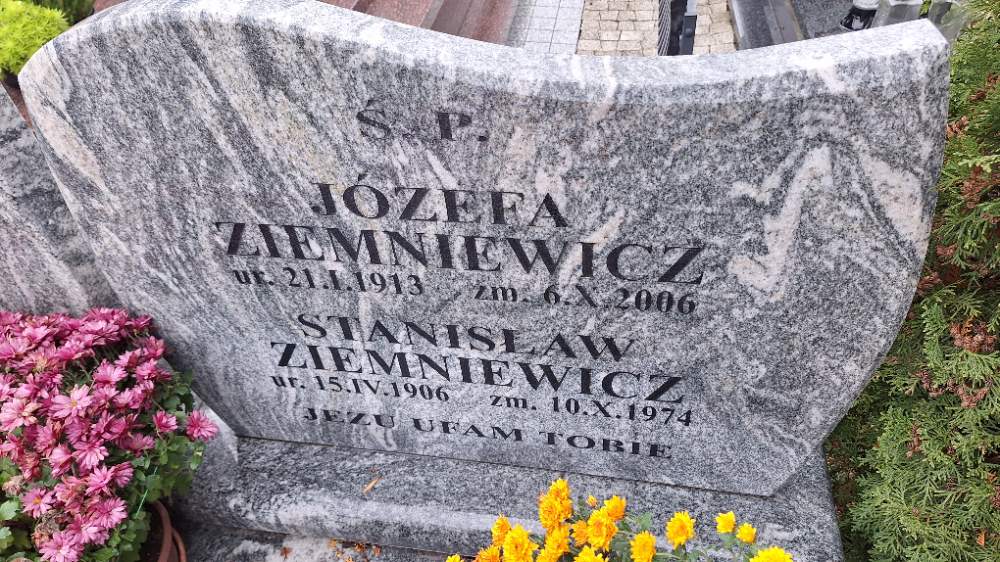 Ś. P.
JÓZEFA
ZIEMNIEWICZ
ur. 21.I.1913 zm. 6.X.2006
STANISŁAW
ZIEMNIEWICZ
ur. 15.IV.1906 zm. 10.X.1974
JEZU UFAM TOBIE